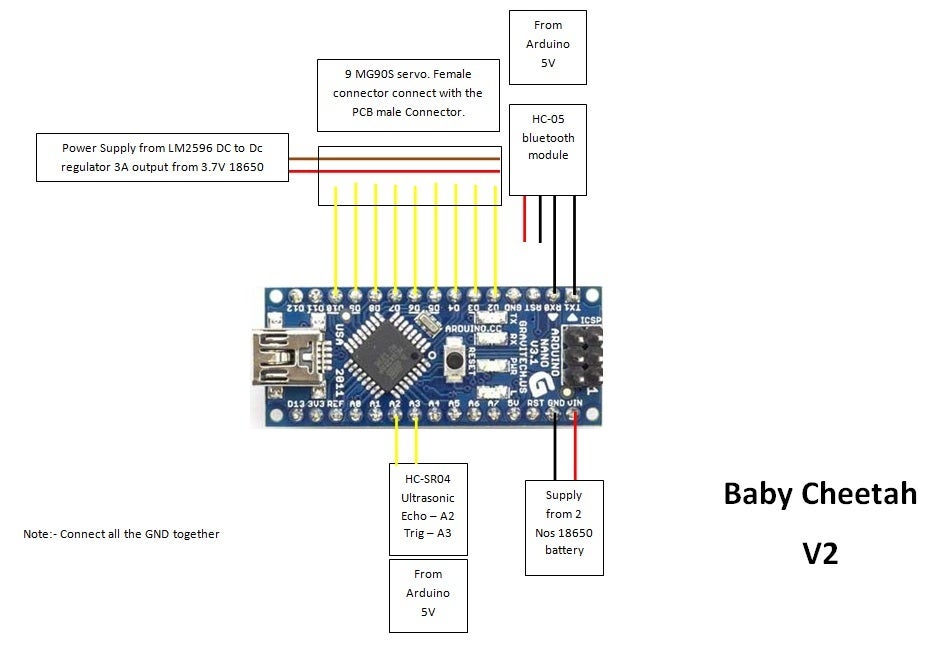 From
Arduino
5V
9 MG90S servo. Female
connector connect with the
PCB male Connector.
HC-05
bluetooth
module
Power Supply from LM2596 DC to Dc
regulator 3A output from 3.7V 18650
D12 D11 D10 D9 D8 D7 D6 D5 D4 D3 D2 GND RST RX0 TX1
TX
RX
PWR
L
ICSP
1
USA
2011
ARDUINO.CC
RESET
GRAVITECH.US
ARDUINO
NANO
V3.1
G
D13 3V3 REF A0 A1 A2 A3 A4 A5 A6 A7 5V RST GND VIN
HC-SR04
Ultrasonic
Echo – A2
Trig – A3
Supply
from 2
Nos 18650
battery
Baby Cheetah
V2
Note:- Connect all the GND together
From
Arduino
5V